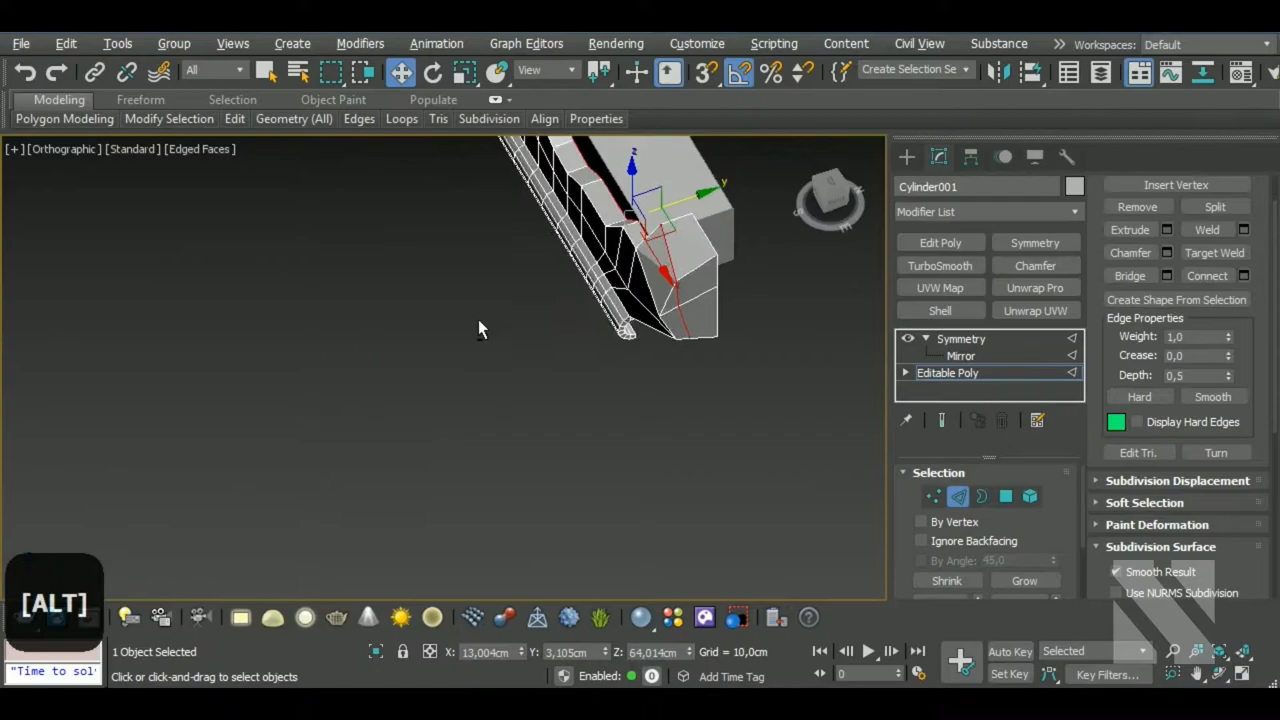 File Edit Tools Group Views Create Modifiers Animation Graph Editors Rendering Customize Scripting Content Civil View Substance Workspaces: Default
All View Create Selection Se
Modeling Freeform Selection Object Paint Populate
Polygon Modeling Modify Selection Edit Geometry (All) Edges Loops Tris Subdivision Align Properties
[+] [Orthographic] [Standard] [Edged Faces]
Cylinder001
Modifier List
Edit Poly Symmetry
TurboSmooth Chamfer
UVW Map Unwrap Pro
Shell Unwrap UVW
Symmetry
Mirror
Editable Poly
Selection
By Vertex
Ignore Backfacing
By Angle: 45,0
Shrink Grow
Insert Vertex
Remove Split
Extrude Weld
Chamfer Target Weld
Bridge Connect
Create Shape From Selection
Edge Properties
Weight: 1,0
Crease: 0,0
Depth: 0,5
Hard Smooth
Display Hard Edges
Edit Tri. Turn
Subdivision Displacement
Soft Selection
Paint Deformation
Subdivision Surface
Smooth Result
Use NURMS Subdivision
[ALT]
1 Object Selected X: 13,004cm Y: 3,105cm Z: 64,014cm Grid = 10,0cm Auto Key Selected
"Time to sol Click or click-and-drag to select objects Enabled: 0 Add Time Tag 0 Set Key Key Filters...